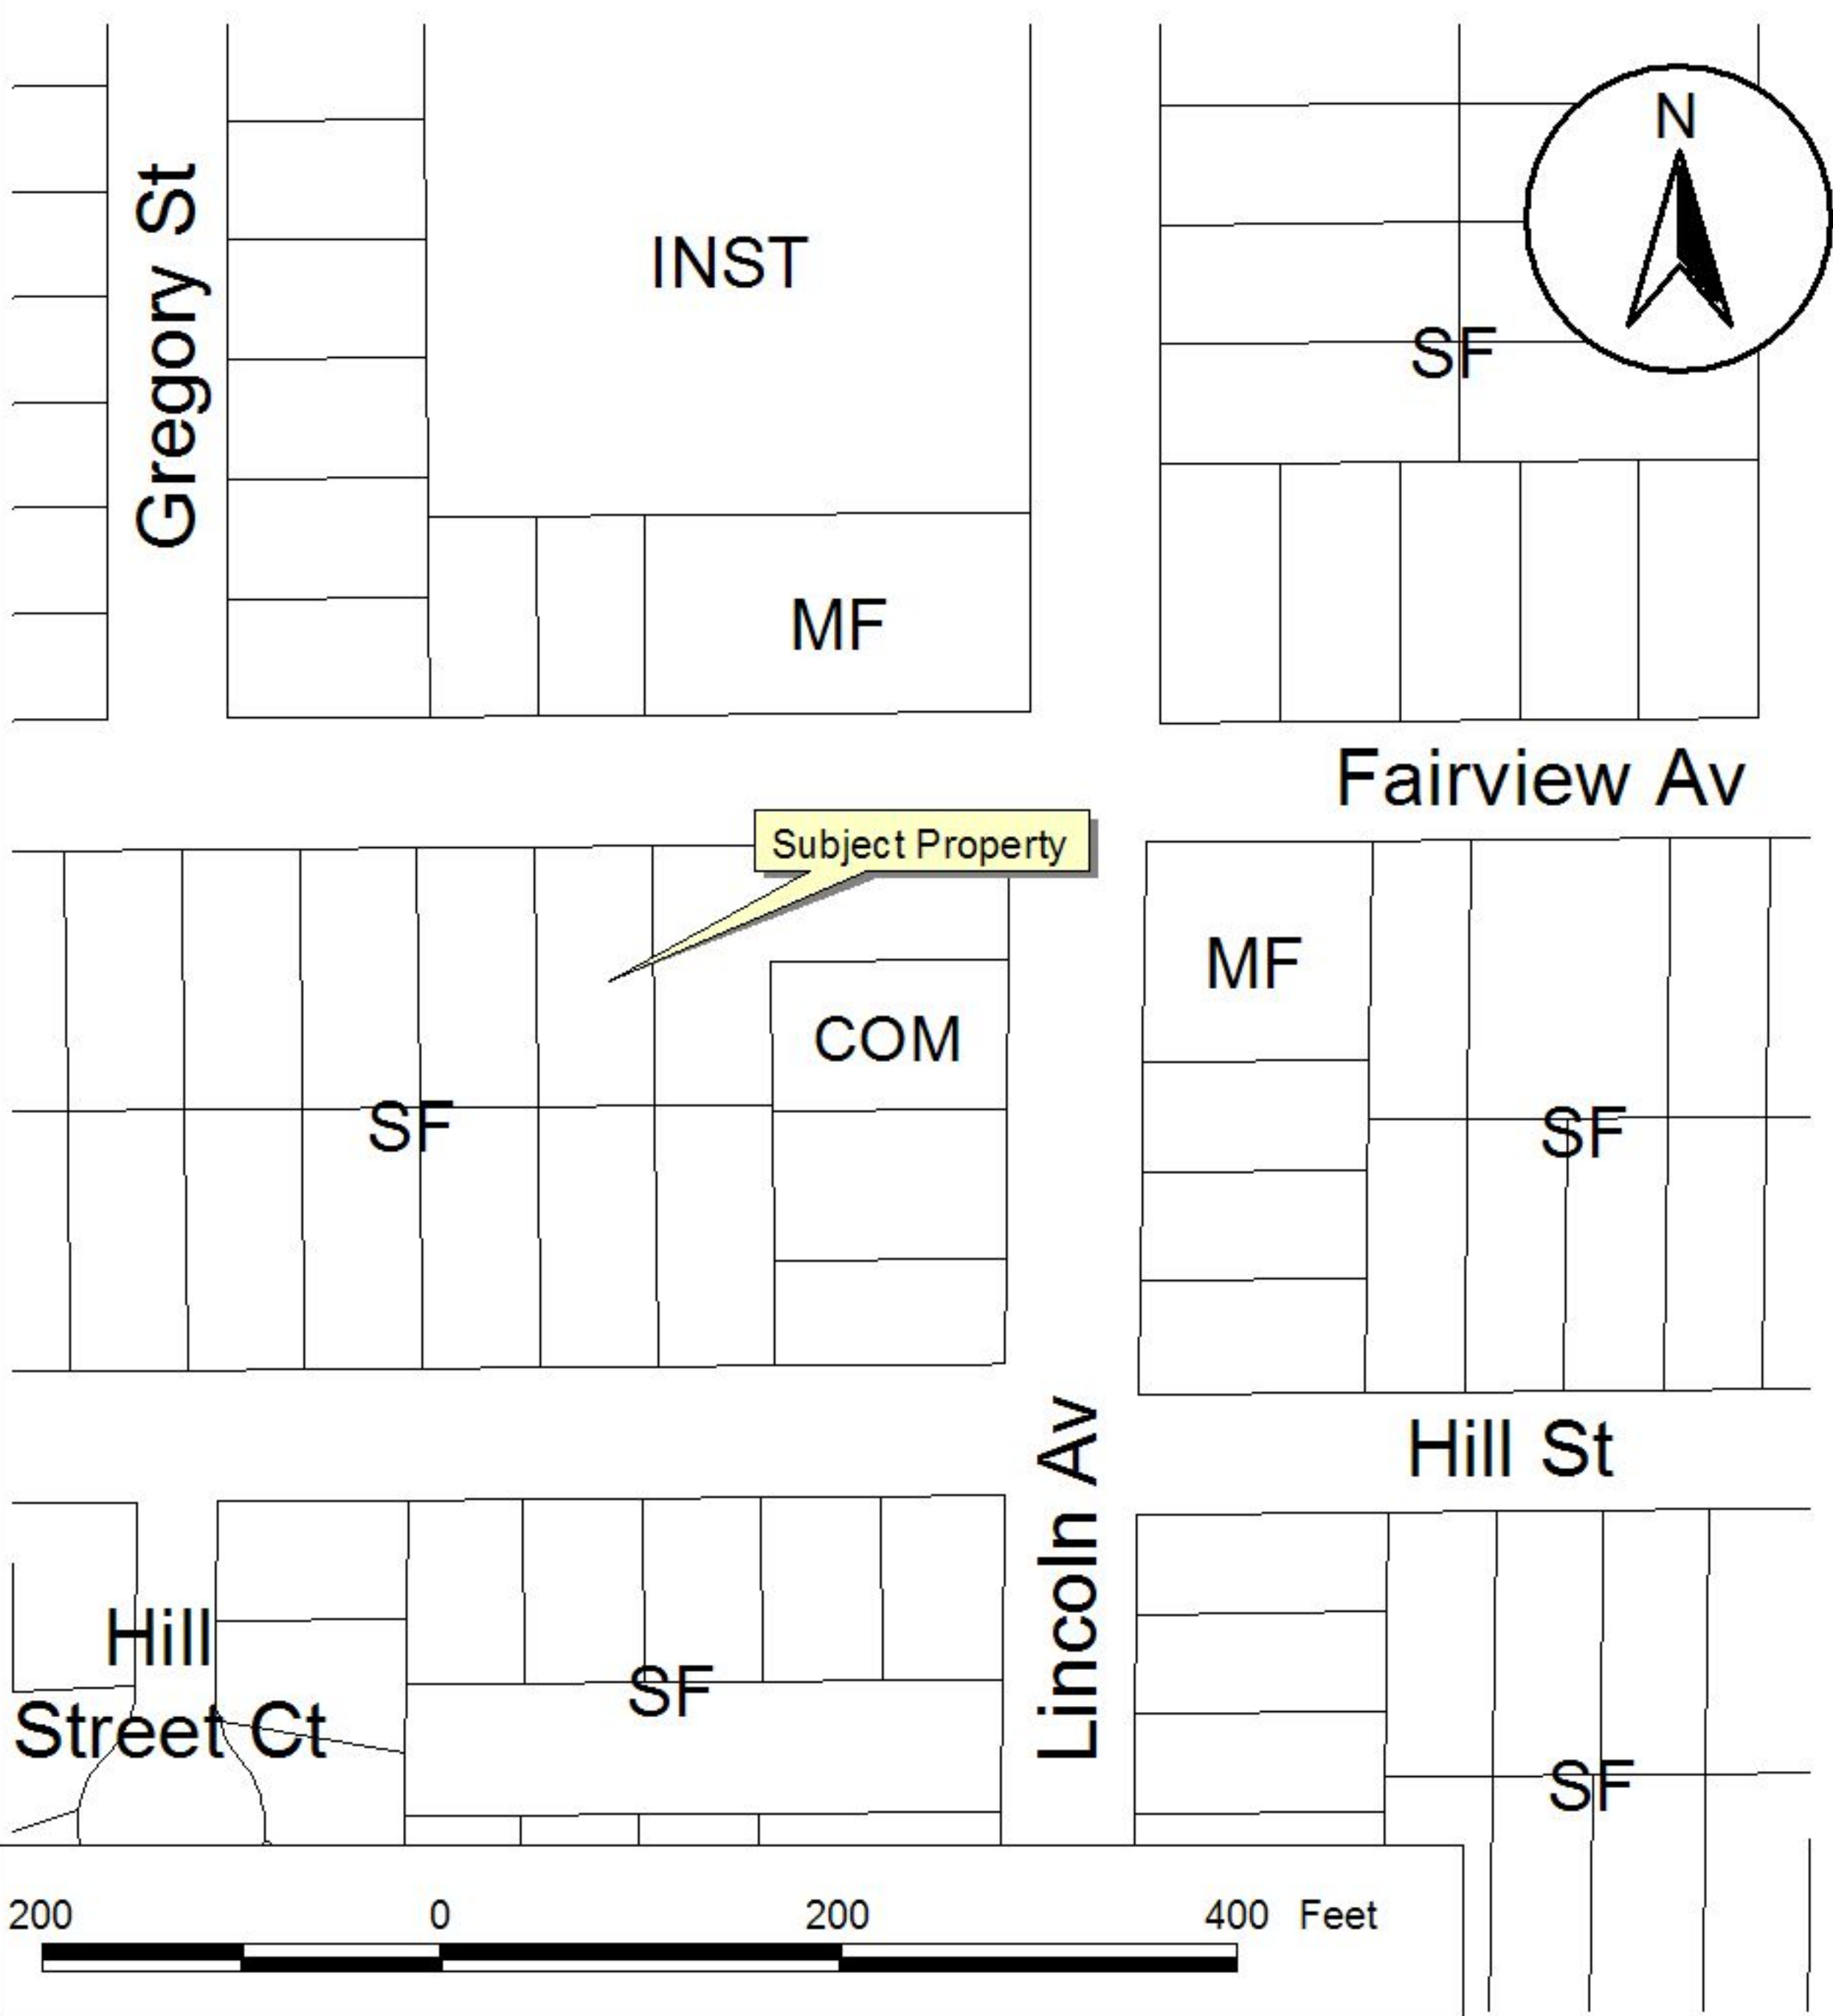 N
Gregory St
INST
SF
MF
Fairview Av
Subject Property
MF
COM
SF
SF
Hill St
Lincoln Av
Hill
Street Ct
SF
SF
200 0 200 400 Feet